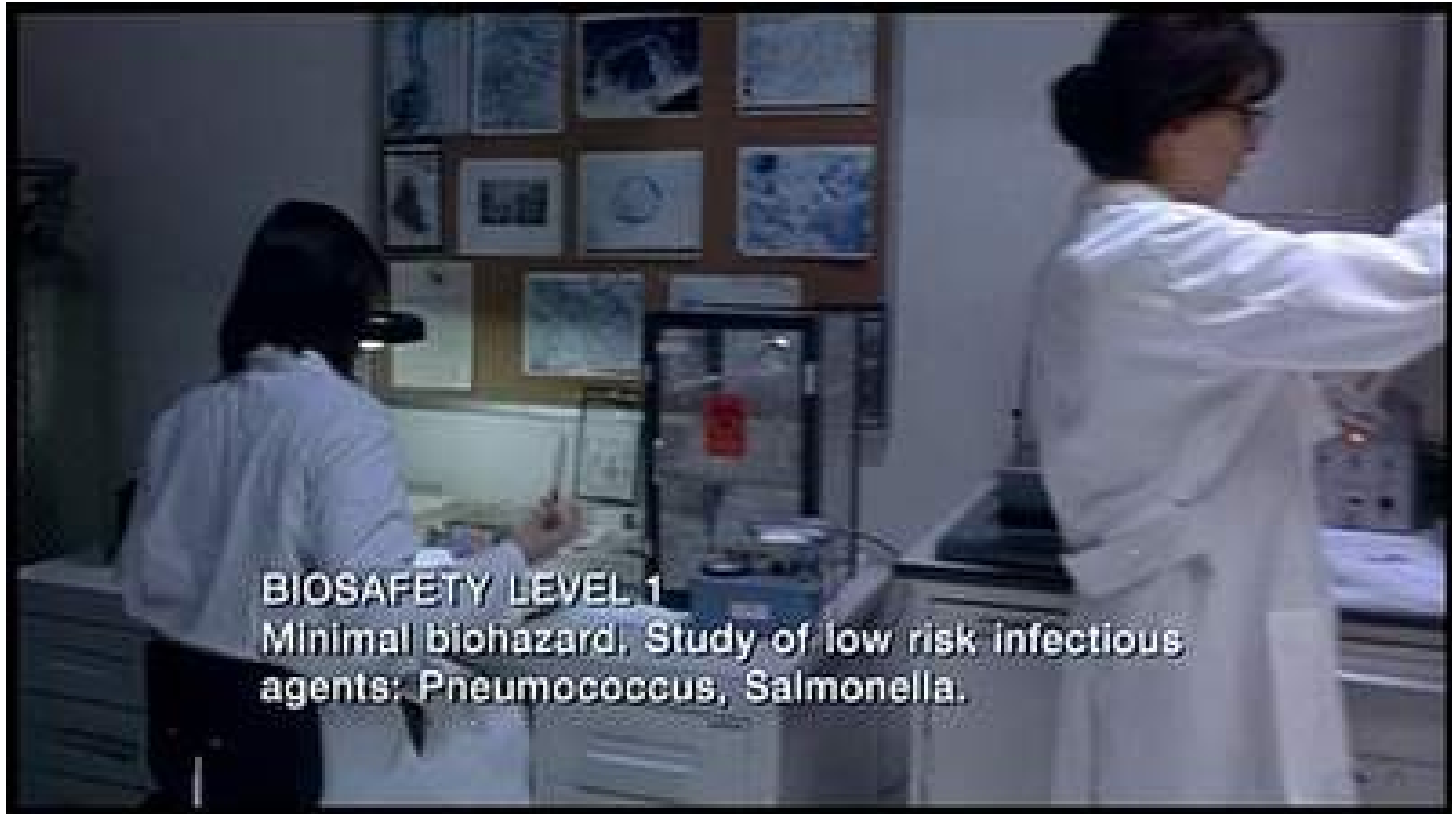 BIOSAFETY LEVEL 1
Minimal biohazard. Study of low risk infectious
agents: Pneumococcus, Salmonella.